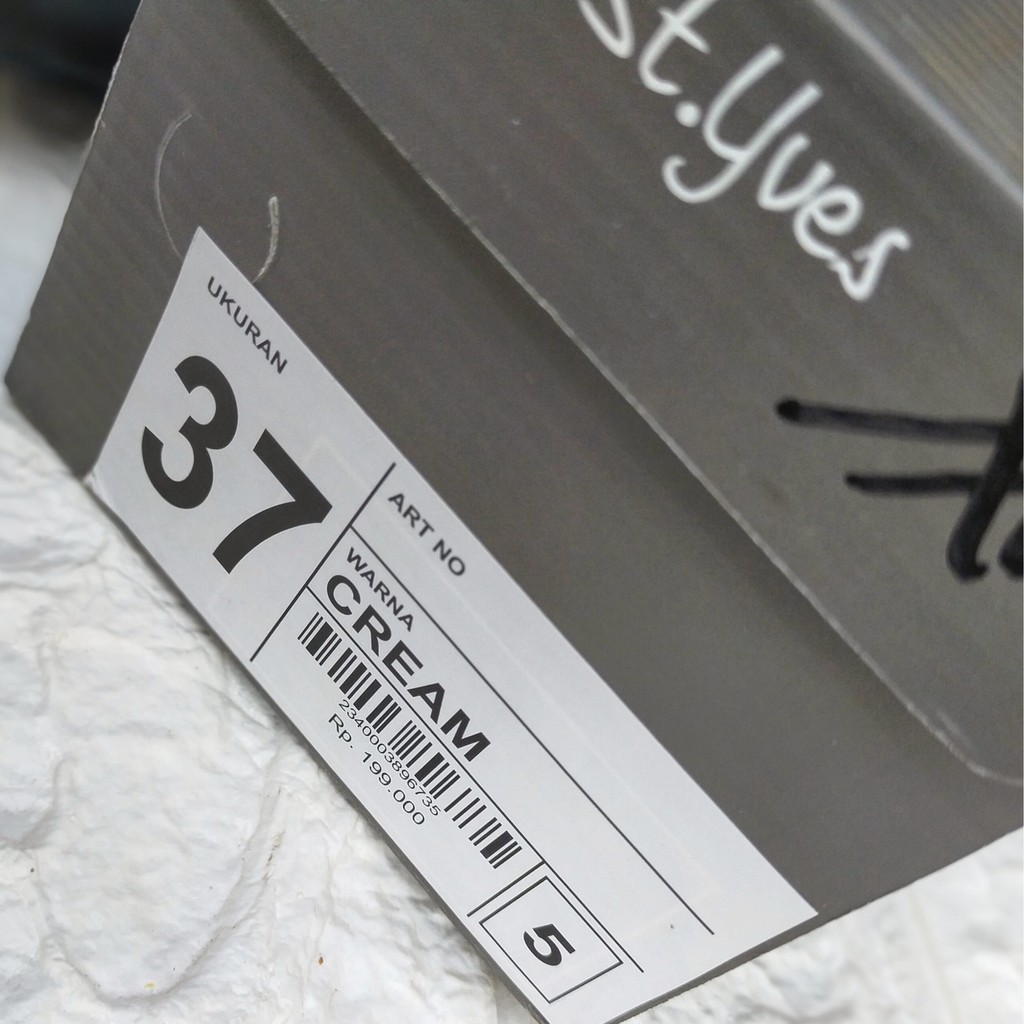 st.Yves
UKURAN
37
ART NO
WARNA
CREAM
2340003896735
Rp. 199.000
5